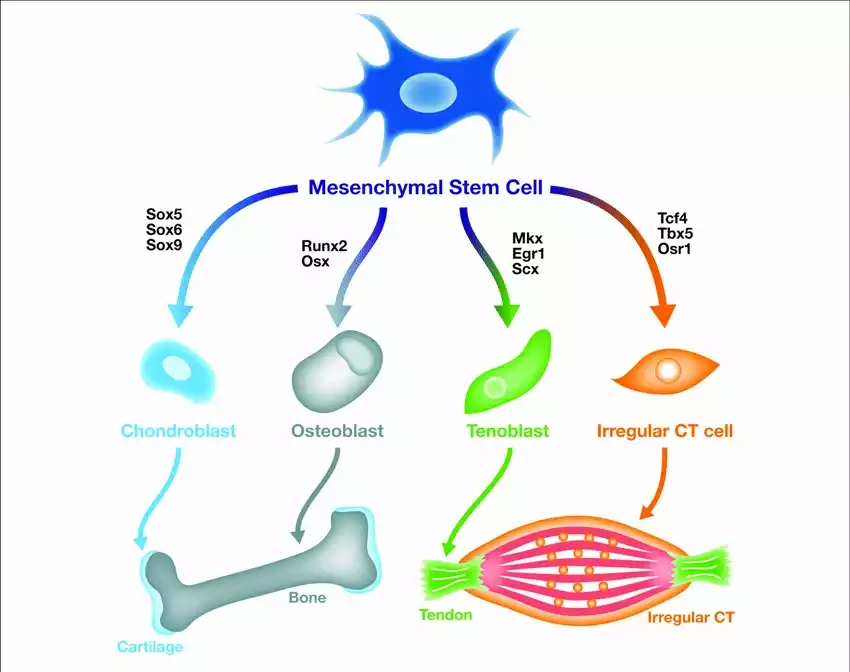 Mesenchymal Stem Cell
Sox5
Sox6
Sox9
Runx2
Osx
Mkx
Egr1
Scx
Tcf4
Tbx5
Osr1
Chondroblast
Osteoblast
Tenoblast
Irregular CT cell
Cartilage
Bone
Tendon
Irregular CT